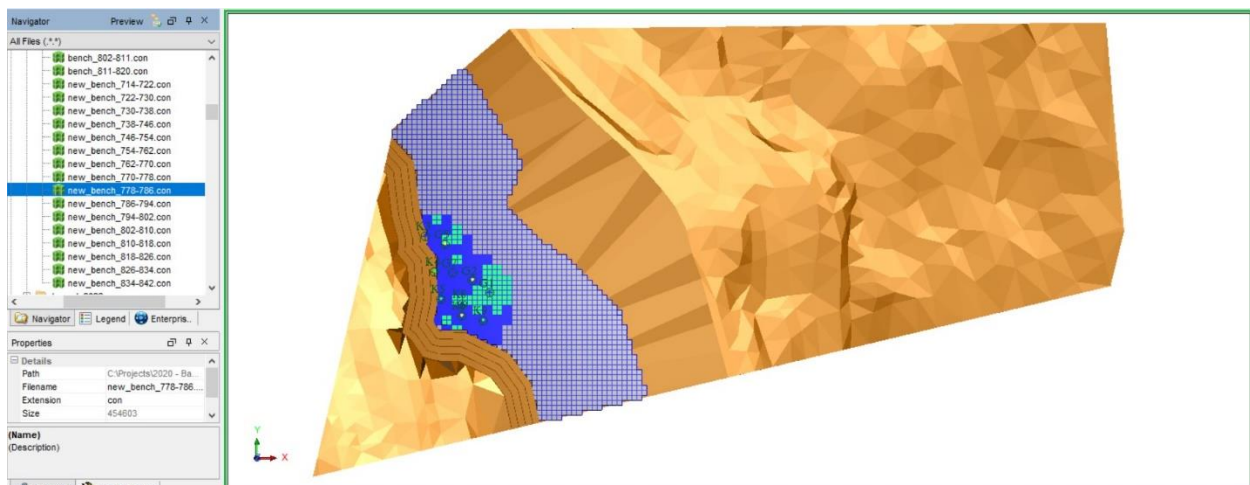 Navigator
Preview
All Files (.*.*)
bench_802-811.con
bench_811-820.con
new_bench_714-722.con
new_bench_722-730.con
new_bench_730-738.con
new_bench_738-746.con
new_bench_746-754.con
new_bench_754-762.con
new_bench_762-770.con
new_bench_770-778.con
new_bench_778-786.con
new_bench_786-794.con
new_bench_794-802.con
new_bench_802-810.con
new_bench_810-818.con
new_bench_818-826.con
new_bench_826-834.con
new_bench_834-842.con
Navigator Legend Enterpris..
Properties
Details
Path C:\Projects\2020 - Ba...
Filename new_bench_778-786....
Extension con
Size 454603
(Name)
(Description)
Y
X